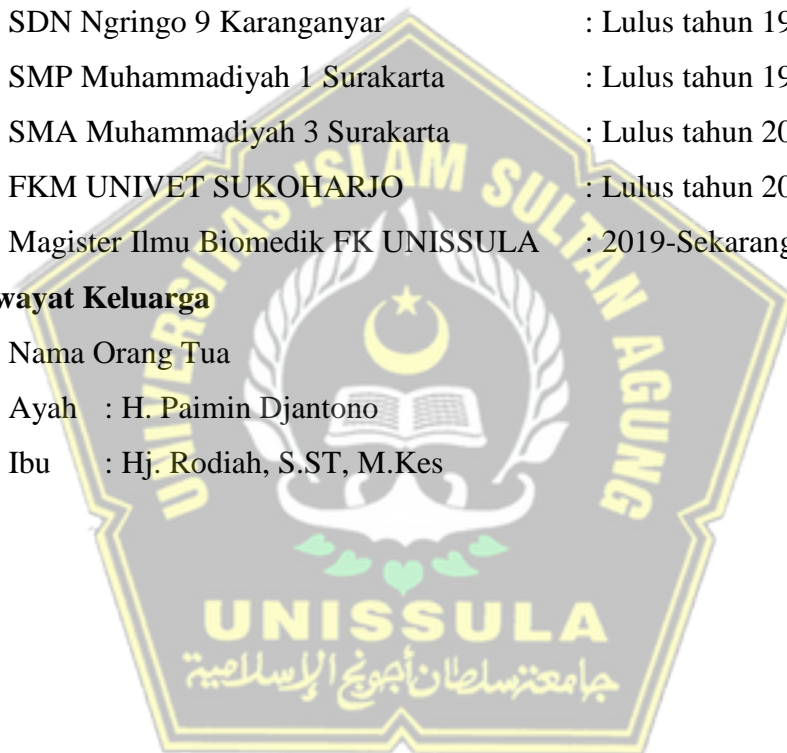 SDN Ngringo 9 Karanganyar : Lulus tahun 19
SMP Muhammadiyah 1 Surakarta : Lulus tahun 19
SMA Muhammadiyah 3 Surakarta : Lulus tahun 20
FKM UNIVET SUKOHARJO : Lulus tahun 20
Magister Ilmu Biomedik FK UNISSULA : 2019-Sekarang
wayat Keluarga
Nama Orang Tua
Ayah : H. Paimin Djantono
Ibu : Hj. Rodiah, S.ST, M.Kes
UNIVERSITAS ISLAM SULTAN AGUNG
UNISSULA
جامعة سلطان أجونج الإسلامية